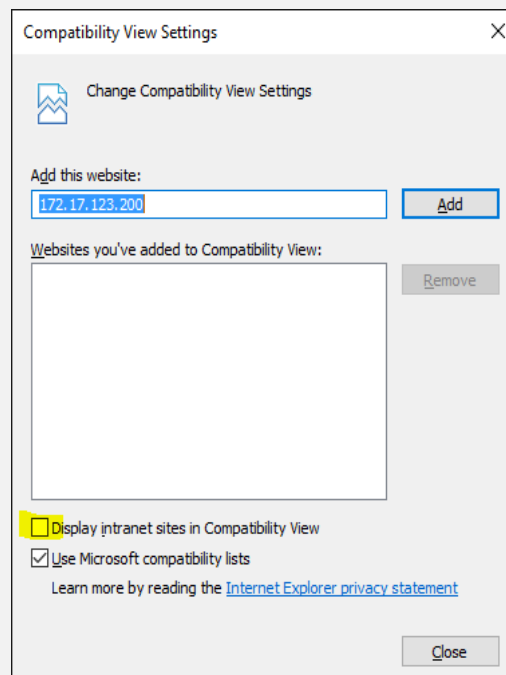 Compatibility View Settings
Change Compatibility View Settings
Add this website:
172.17.123.200
Add
Websites you've added to Compatibility View:
Remove
Display intranet sites in Compatibility View
Use Microsoft compatibility lists
Learn more by reading the Internet Explorer privacy statement
Close